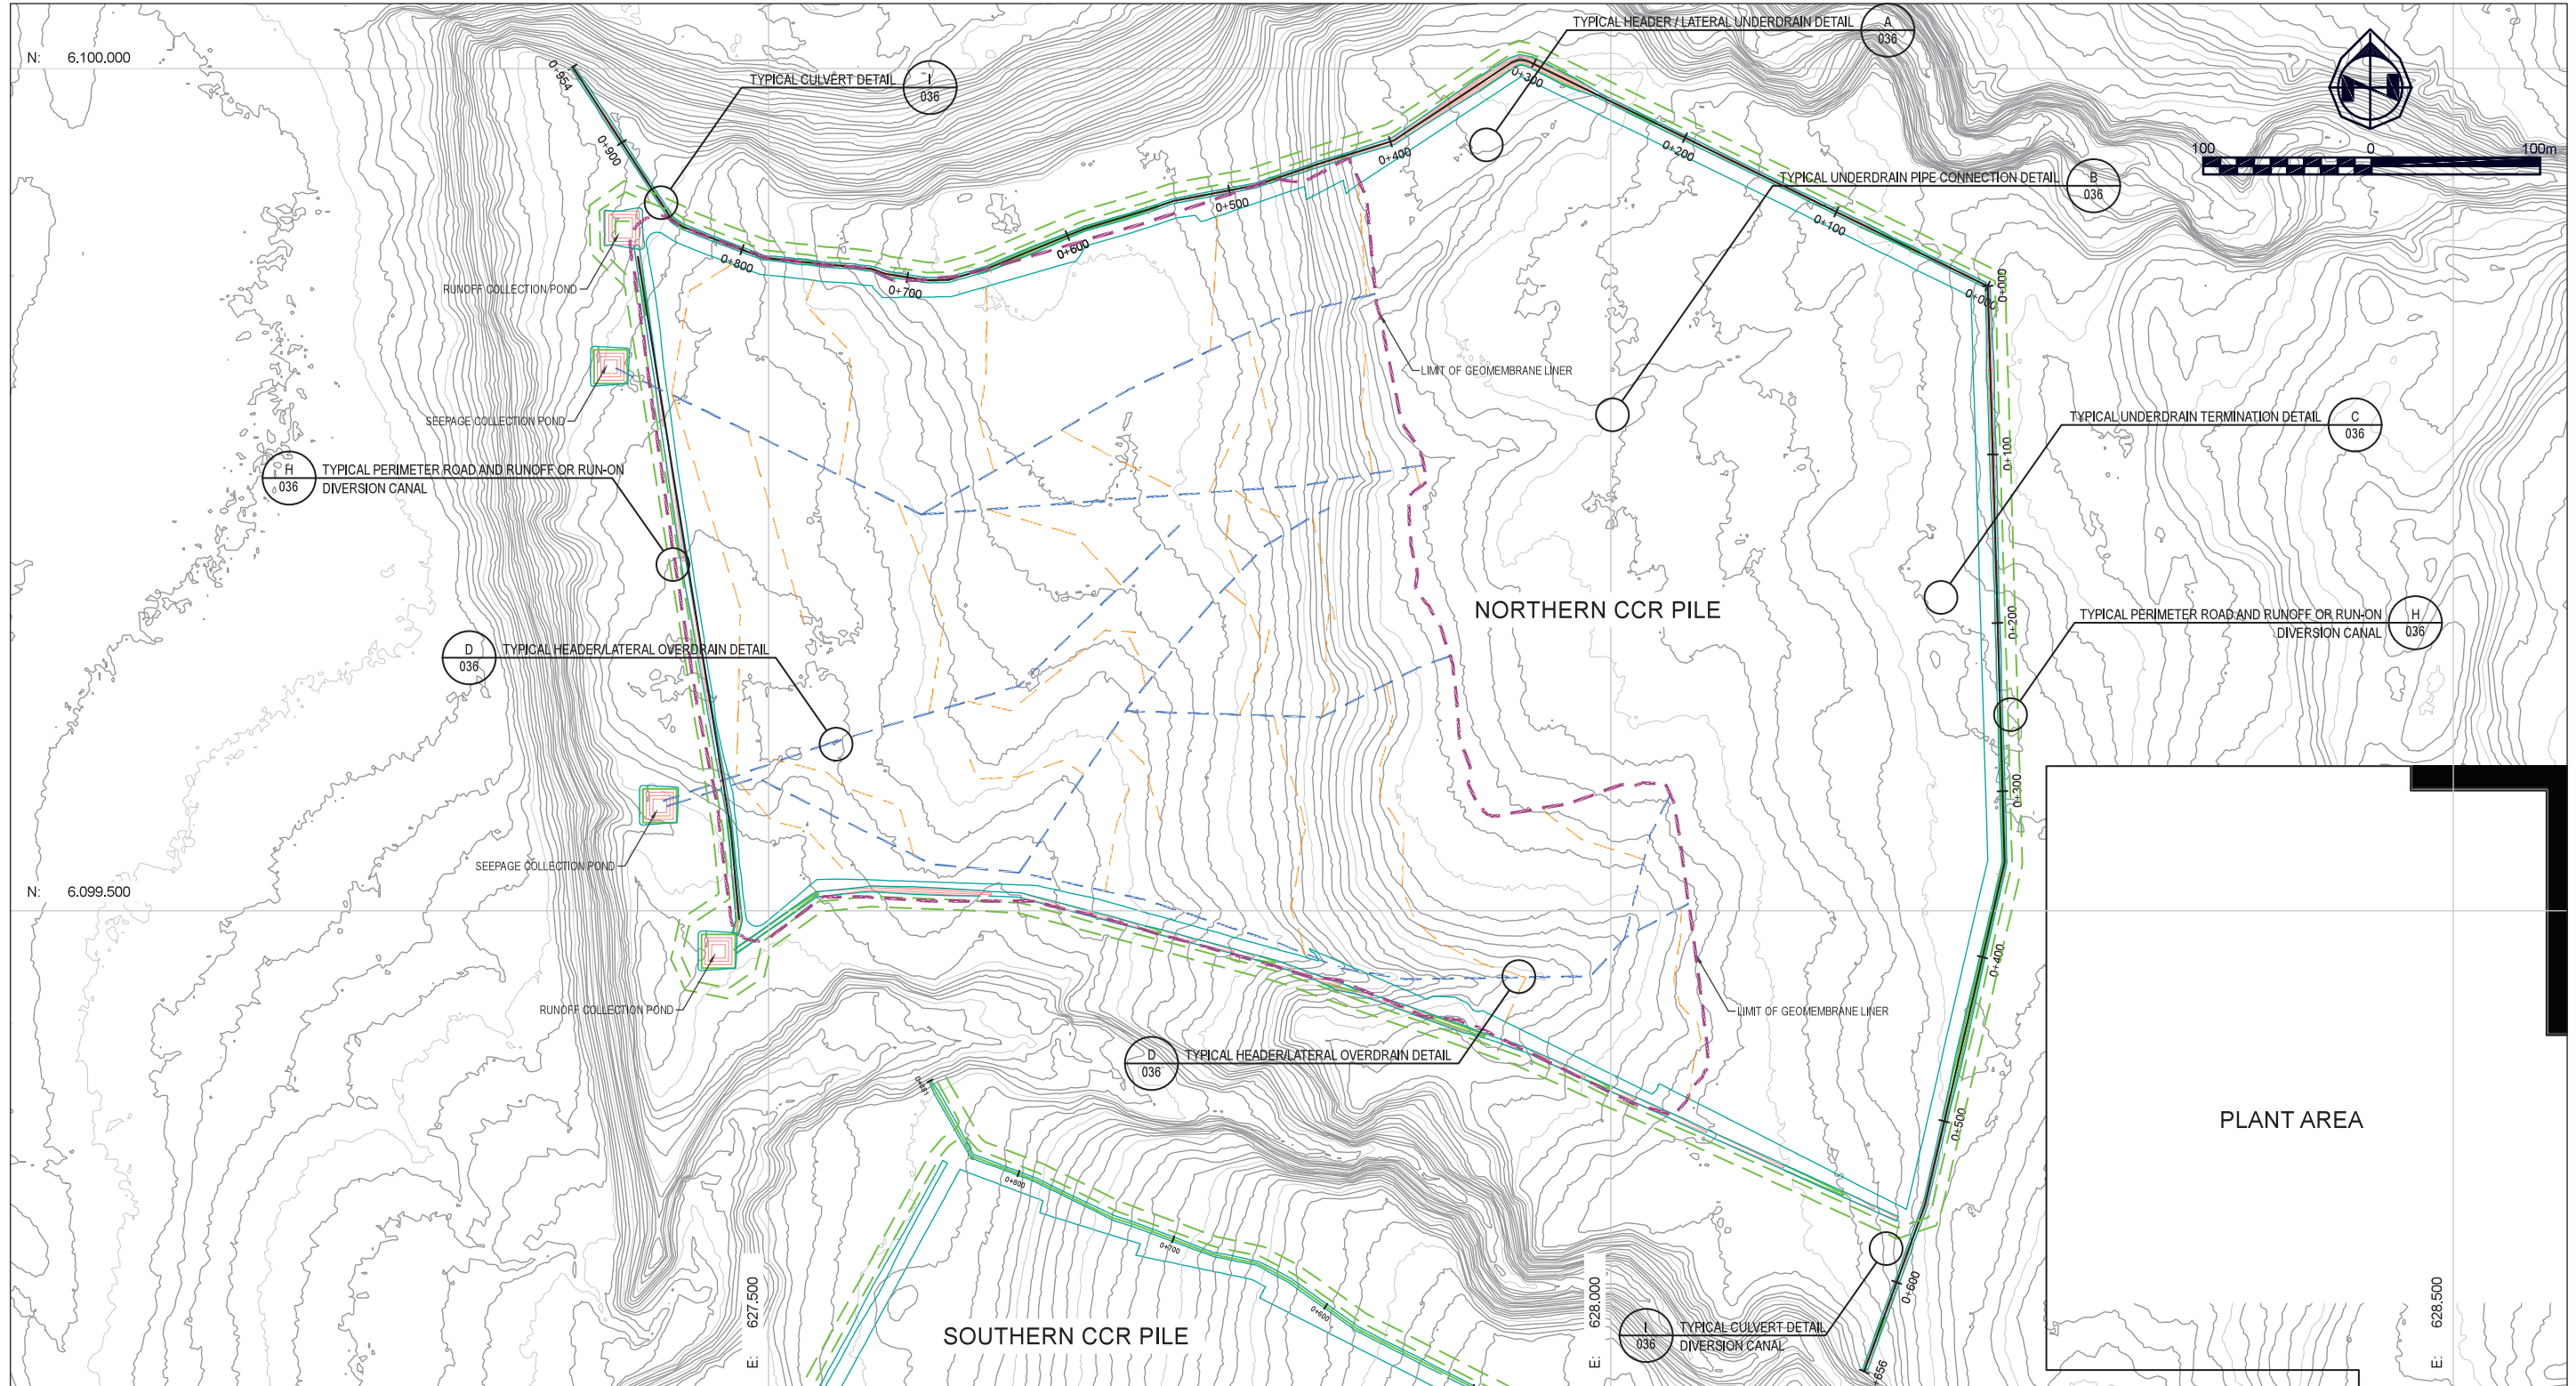 TYPICAL HEADER / LATERAL UNDERDRAIN DETAIL
A
036
N: 6.100.000
0+954
TYPICAL CULVERT DETAIL
I
036
0+300
100 0 100m
0+900
0+400
0+200
TYPICAL UNDERDRAIN PIPE CONNECTION DETAIL
B
036
0+500
0+100
0+600
0+800
0+700
0+000
0+000
RUNOFF COLLECTION POND
LIMIT OF GEOMEMBRANE LINER
SEEPAGE COLLECTION POND
TYPICAL UNDERDRAIN TERMINATION DETAIL
C
036
0+100
H
036
TYPICAL PERIMETER ROAD AND RUNOFF OR RUN-ON
DIVERSION CANAL
NORTHERN CCR PILE
0+200
TYPICAL PERIMETER ROAD AND RUNOFF OR RUN-ON
DIVERSION CANAL
H
036
D
036
TYPICAL HEADER/LATERAL OVERDRAIN DETAIL
0+300
SEEPAGE COLLECTION POND
N: 6.099.500
0+400
RUNOFF COLLECTION POND
LIMIT OF GEOMEMBRANE LINER
D
036
TYPICAL HEADER/LATERAL OVERDRAIN DETAIL
0+881
0+500
PLANT AREA
0+800
0+700
0+600
0+600
SOUTHERN CCR PILE
I
036
TYPICAL CULVERT DETAIL
DIVERSION CANAL
E: 627.500
E: 628.000
E: 628.500
+656